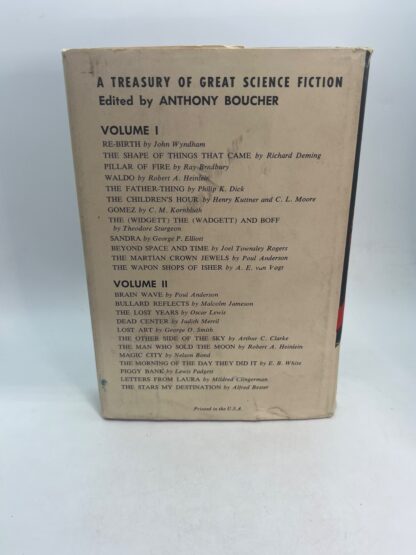 A TREASURY OF GREAT SCIENCE FICTION
Edited by ANTHONY BOUCHER
VOLUME I
RE-BIRTH by John Wyndham
THE SHAPE OF THINGS THAT CAME by Richard Deming
PILLAR OF FIRE by Ray Bradbury
WALDO by Robert A. Heinlein
THE FATHER-THING by Philip K. Dick
THE CHILDREN'S HOUR by Henry Kuttner and C. L. Moore
GOMEZ by C. M. Kornbluth
THE (WIDGET) THE (WADGET) AND BOFF
by Theodore Sturgeon
SANDRA by George P. Elliott
BEYOND SPACE AND TIME by Joel Townsley Rogers
THE MARTIAN CROWN JEWELS by Poul Anderson
THE WAPON SHOPS OF ISHER by A. E. van Vogt
VOLUME II
BRAIN WAVE by Poul Anderson
BULLARD REFLECTS by Malcolm Jameson
THE LOST YEARS by Oscar Lewis
DEAD CENTER by Judith Merril
LOST ART by George O. Smith
THE OTHER SIDE OF THE SKY by Arthur C. Clarke
THE MAN WHO SOLD THE MOON by Robert A. Heinlein
MAGIC CITY by Nelson Bond
THE MORNING OF THE DAY THEY DID IT by E. B. White
PIGGY BANK by Lewis Padgett
LETTERS FROM LAURA by Mildred Clingerman
THE STARS MY DESTINATION by Alfred Bester
Printed in the U.S.A.